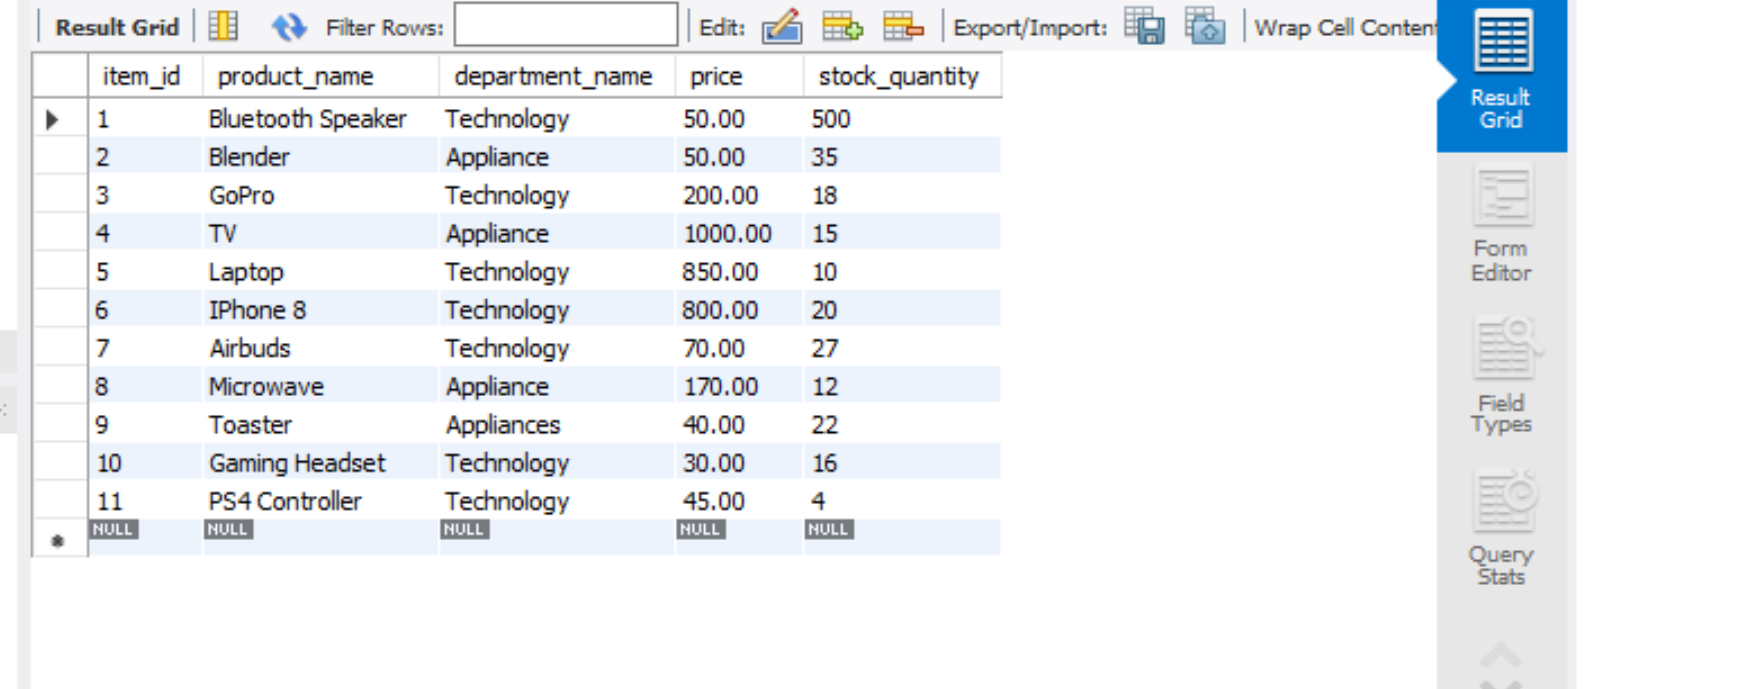 Result Grid Filter Rows: Edit: Export/Import: Wrap Cell Content
item_id product_name department_name price stock_quantity
1 Bluetooth Speaker Technology 50.00 500
2 Blender Appliance 50.00 35
3 GoPro Technology 200.00 18
4 TV Appliance 1000.00 15
5 Laptop Technology 850.00 10
6 IPhone 8 Technology 800.00 20
7 Airbuds Technology 70.00 27
8 Microwave Appliance 170.00 12
9 Toaster Appliances 40.00 22
10 Gaming Headset Technology 30.00 16
11 PS4 Controller Technology 45.00 4
NULL NULL NULL NULL NULL
Result
Grid
Form
Editor
Field
Types
Query
Stats